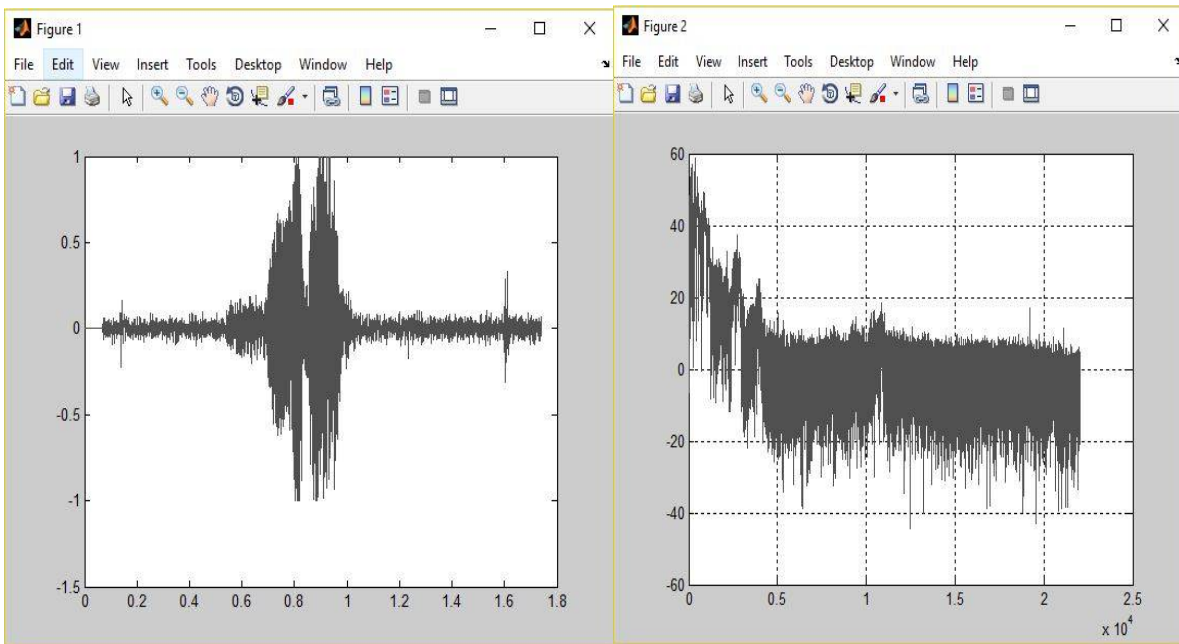 Figure 1
File Edit View Insert Tools Desktop Window Help
1
0.5
0
-0.5
-1
-1.5
0 0.2 0.4 0.6 0.8 1 1.2 1.4 1.6 1.8
Figure 2
File Edit View Insert Tools Desktop Window Help
60
40
20
0
-20
-40
-60
0 0.5 1 1.5 2 2.5
x 10^4